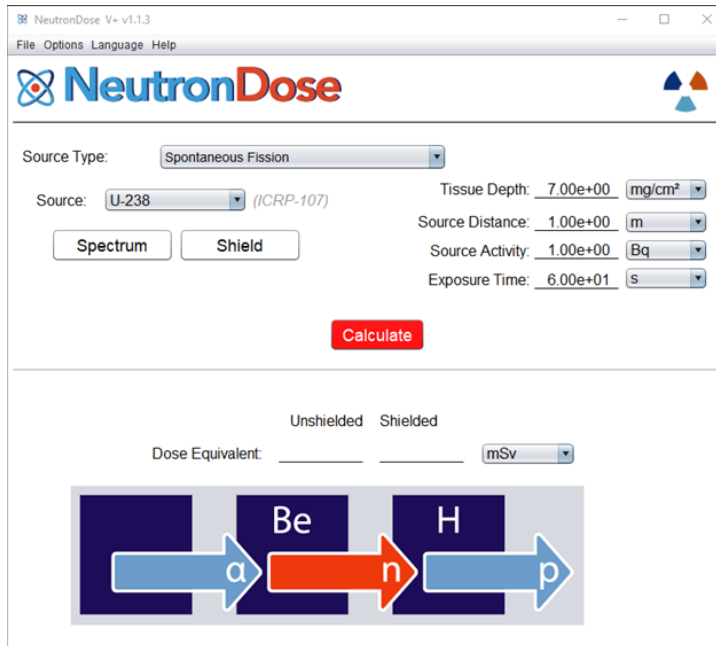 NeutronDose V+ v1.1.3
File Options Language Help
NeutronDose
Source Type: Spontaneous Fission
Source: U-238 (ICRP-107)
Spectrum Shield
Tissue Depth: 7.00e+00 mg/cm²
Source Distance: 1.00e+00 m
Source Activity: 1.00e+00 Bq
Exposure Time: 6.00e+01 s
Calculate
Unshielded Shielded
Dose Equivalent: mSv
Be H
α n p